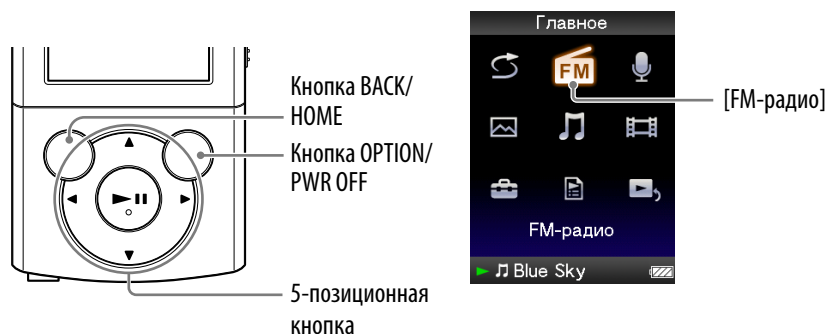 Кнопка BACK/
HOME
Кнопка OPTION/
PWR OFF
5-позиционная
кнопка
Главное
FM
[FM-радио]
FM-радио
Blue Sky